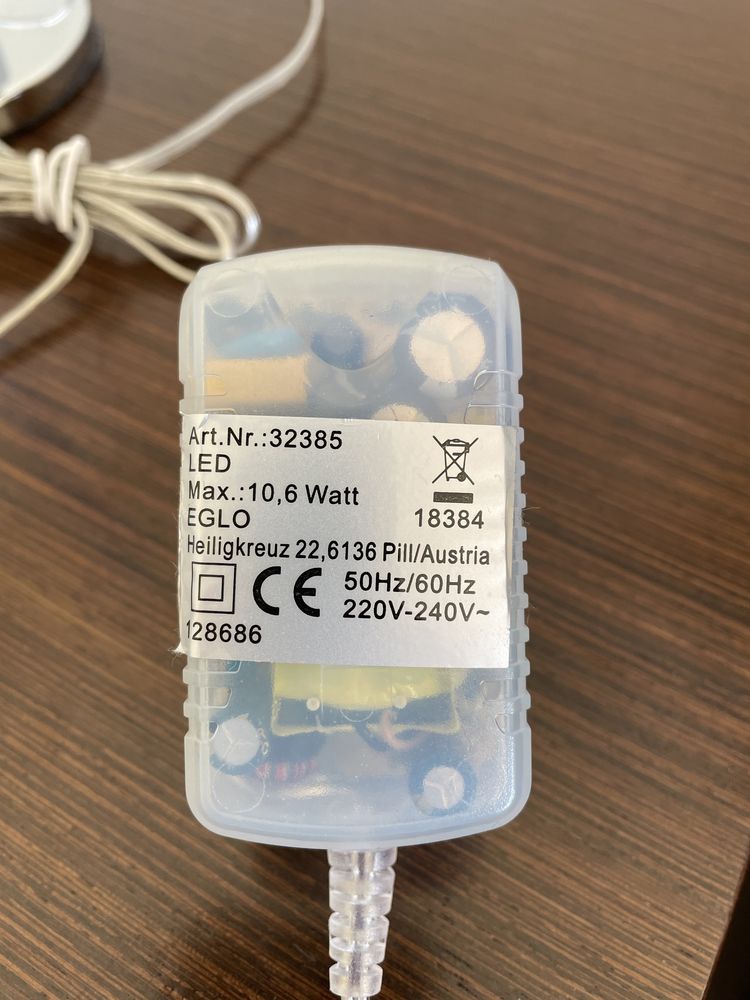 Art.Nr.:32385
LED
Max.:10,6 Watt
EGLO
18384
Heiligkreuz 22,6136 Pill/Austria
CE
50Hz/60Hz
220V-240V~
128686